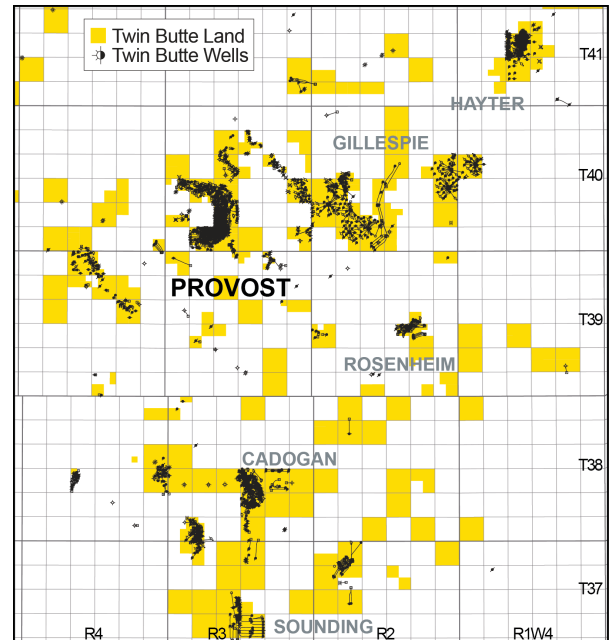 Twin Butte Land
Twin Butte Wells
T41
HAYTER
GILLESPIE
T40
PROVOST
T39
ROSENHEIM
CADOGAN
T38
T37
SOUNDING
R4
R3
R2
R1W4